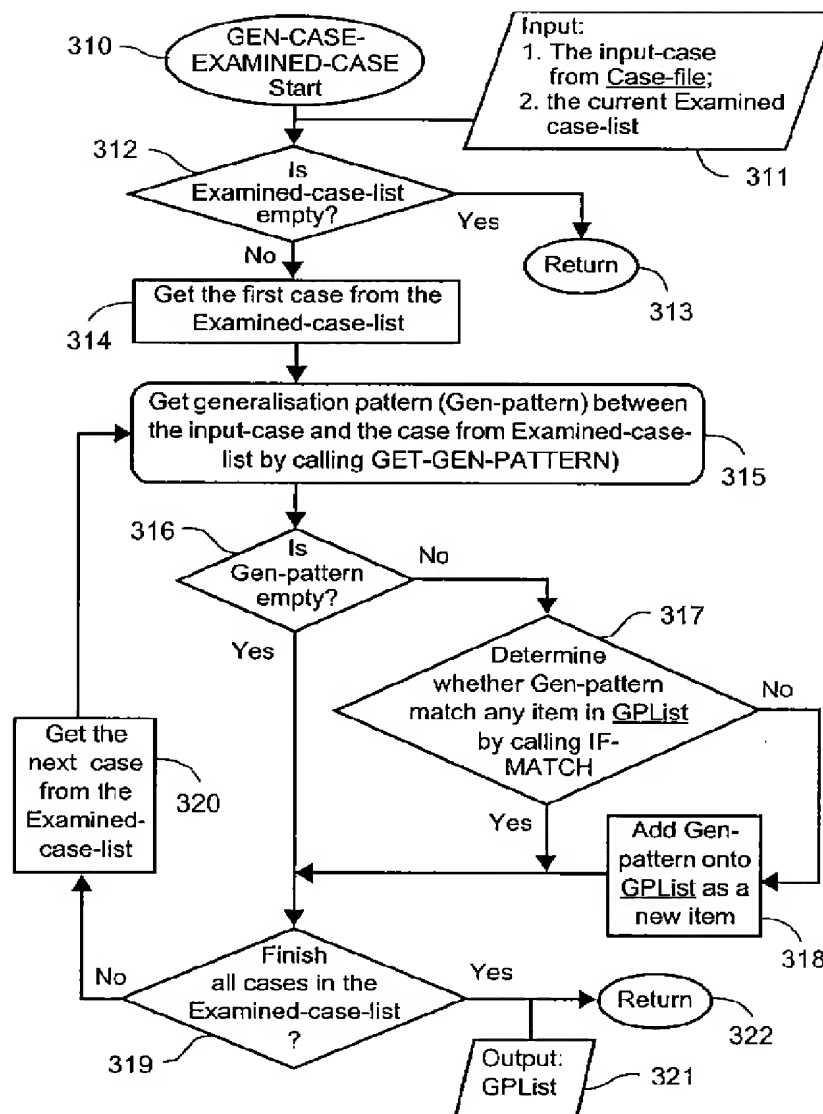 310
GEN-CASE-
EXAMINED-CASE
Start
Input:
1. The input-case
from Case-file;
2. the current Examined
case-list
311
312
Is
Examined-case-list
empty?
Yes
No
Return
313
Get the first case from the
Examined-case-list
314
Get generalisation pattern (Gen-pattern) between
the input-case and the case from Examined-case-
list by calling GET-GEN-PATTERN)
315
316
Is
Gen-pattern
empty?
No
Yes
317
Determine
whether Gen-pattern
match any item in GPList
by calling IF-
MATCH
No
Yes
Get the
next case
from the
Examined-
case-list
320
Add Gen-
pattern onto
GPList as a
new item
318
Finish
all cases in the
Examined-case-list
?
No
Yes
319
Return
322
Output:
GPList
321